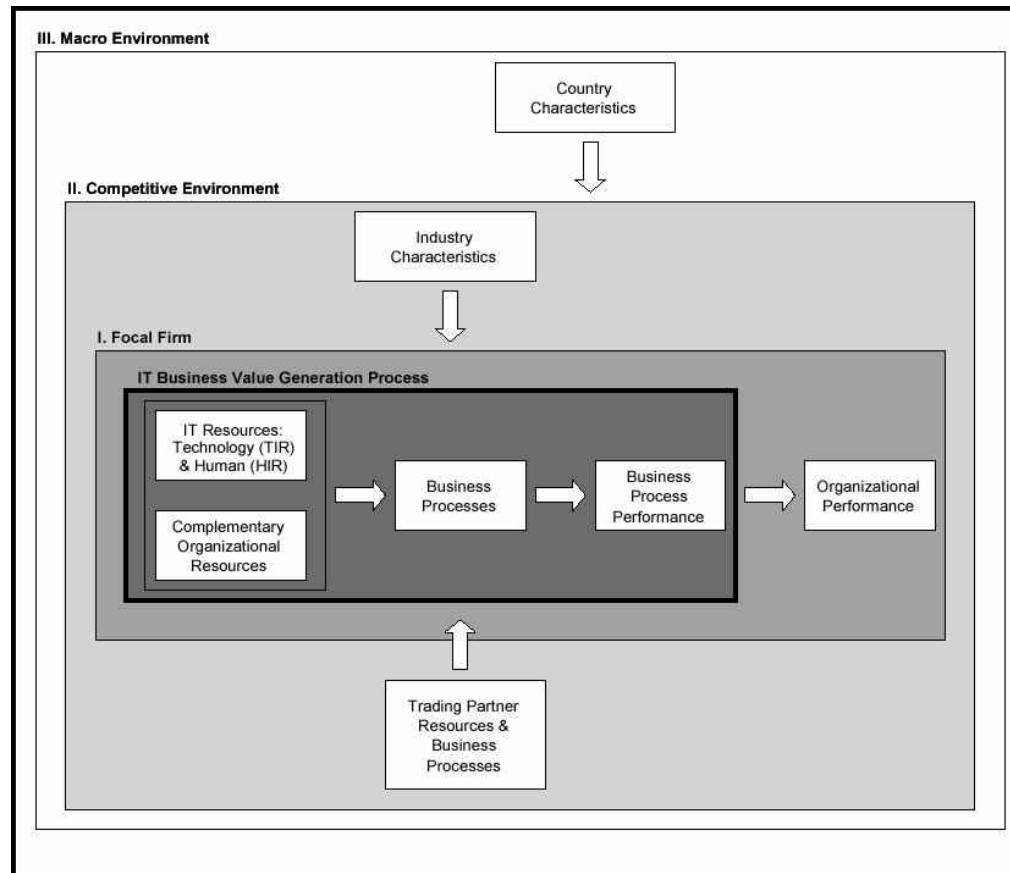 III. Macro Environment
Country
Characteristics
II. Competitive Environment
Industry
Characteristics
I. Focal Firm
IT Business Value Generation Process
IT Resources:
Technology (TIR)
& Human (HIR)
Complementary
Organizational
Resources
Business
Processes
Business
Process
Performance
Organizational
Performance
Trading Partner
Resources &
Business
Processes